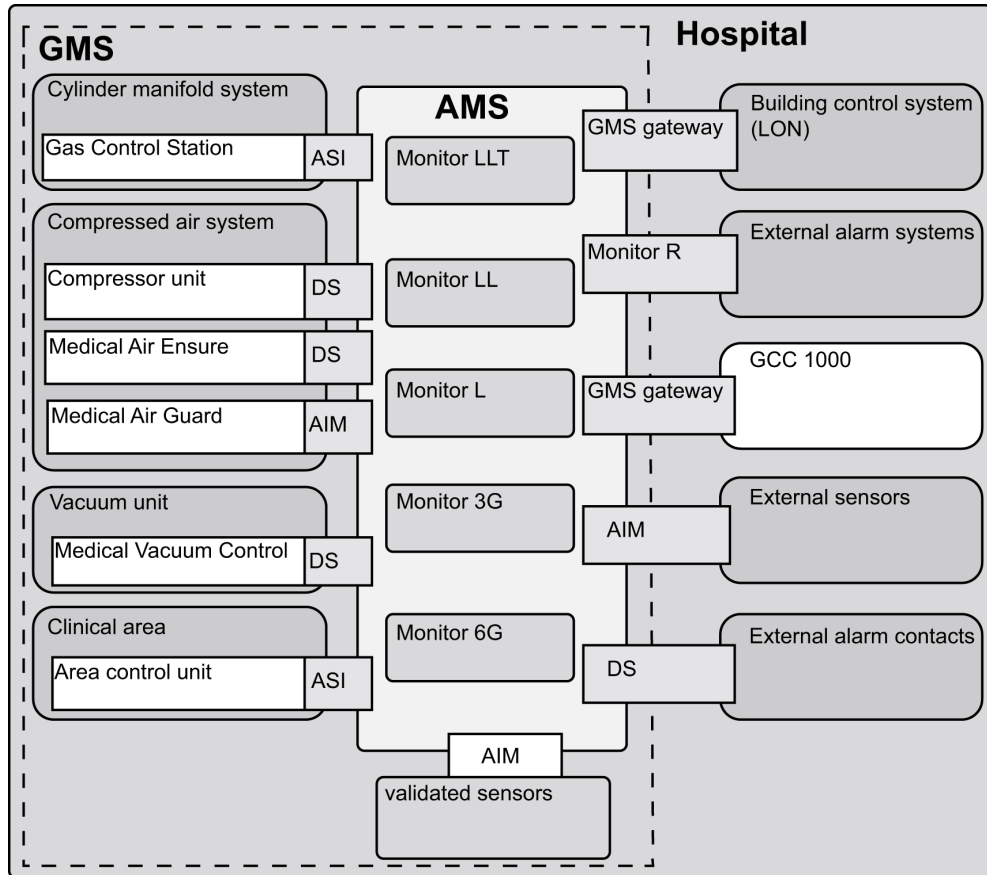 GMS
Hospital
Cylinder manifold system
Gas Control Station
ASI
Compressed air system
Compressor unit
DS
Medical Air Ensure
DS
Medical Air Guard
AIM
Vacuum unit
Medical Vacuum Control
DS
Clinical area
Area control unit
ASI
AMS
Monitor LLT
Monitor LL
Monitor L
Monitor 3G
Monitor 6G
AIM
validated sensors
GMS gateway
Building control system
(LON)
Monitor R
External alarm systems
GMS gateway
GCC 1000
AIM
External sensors
DS
External alarm contacts